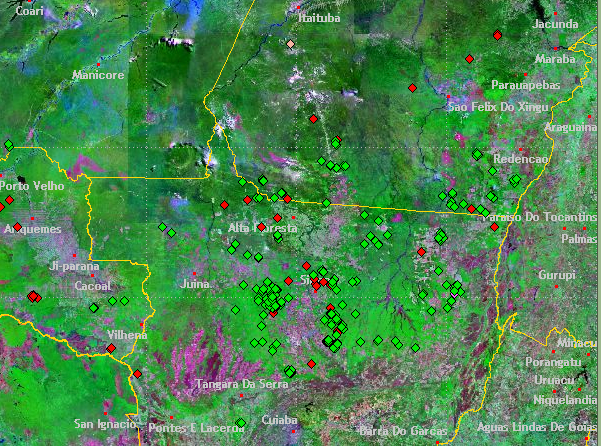 Coari
Itaituba
Jacunda
Maraba
Manicore
Parauapebas
Sao Felix Do Xingu
Araguaina
Redencao
Porto Velho
Paraiso Do Tocantins
Ariquemes
Alta Floresta
Palmas
Ji-parana
Gurupi
Cacoal
Juina
Vilhena
Minacu
Porangatu
Tangara Da Serra
Uruacu
Niquelandia
San Ignacio
Pontes E Lacerda
Cuiaba
Barra Do Garcas
Aguas Lindas De Goias